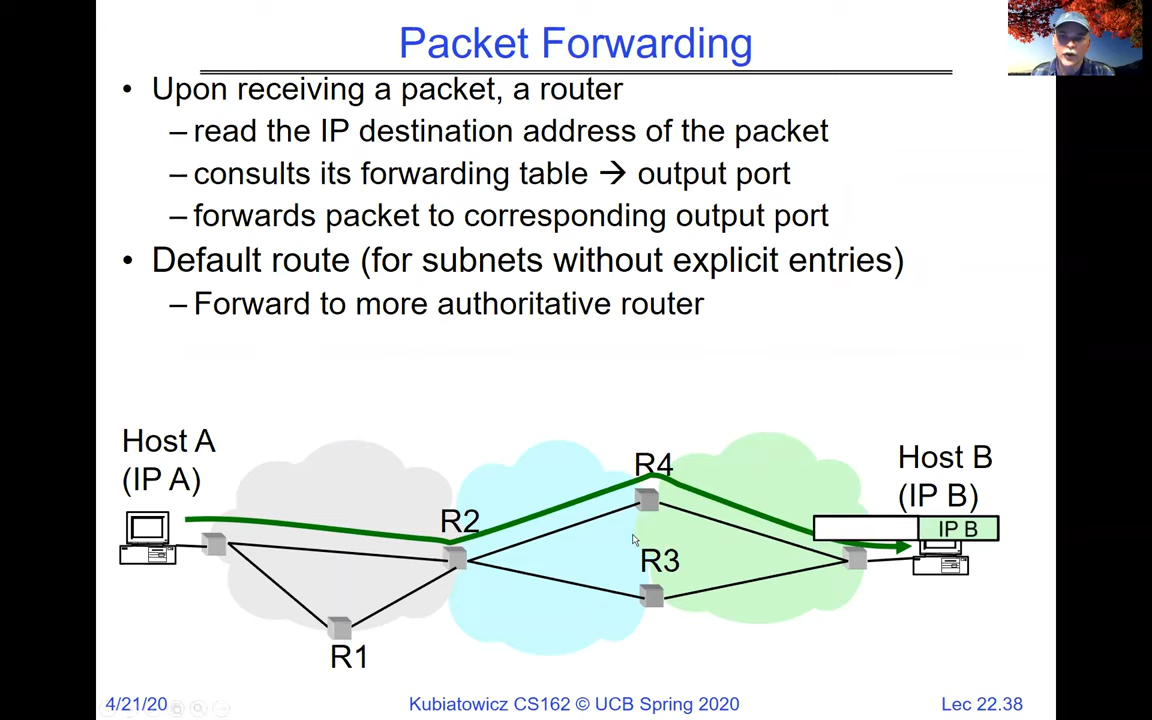 Packet Forwarding
• Upon receiving a packet, a router
– read the IP destination address of the packet
– consults its forwarding table → output port
– forwards packet to corresponding output port
• Default route (for subnets without explicit entries)
– Forward to more authoritative router
Host A
(IP A)
R4
Host B
(IP B)
R2
IP B
R3
R1
4/21/20
Kubiatowicz CS162 © UCB Spring 2020
Lec 22.38